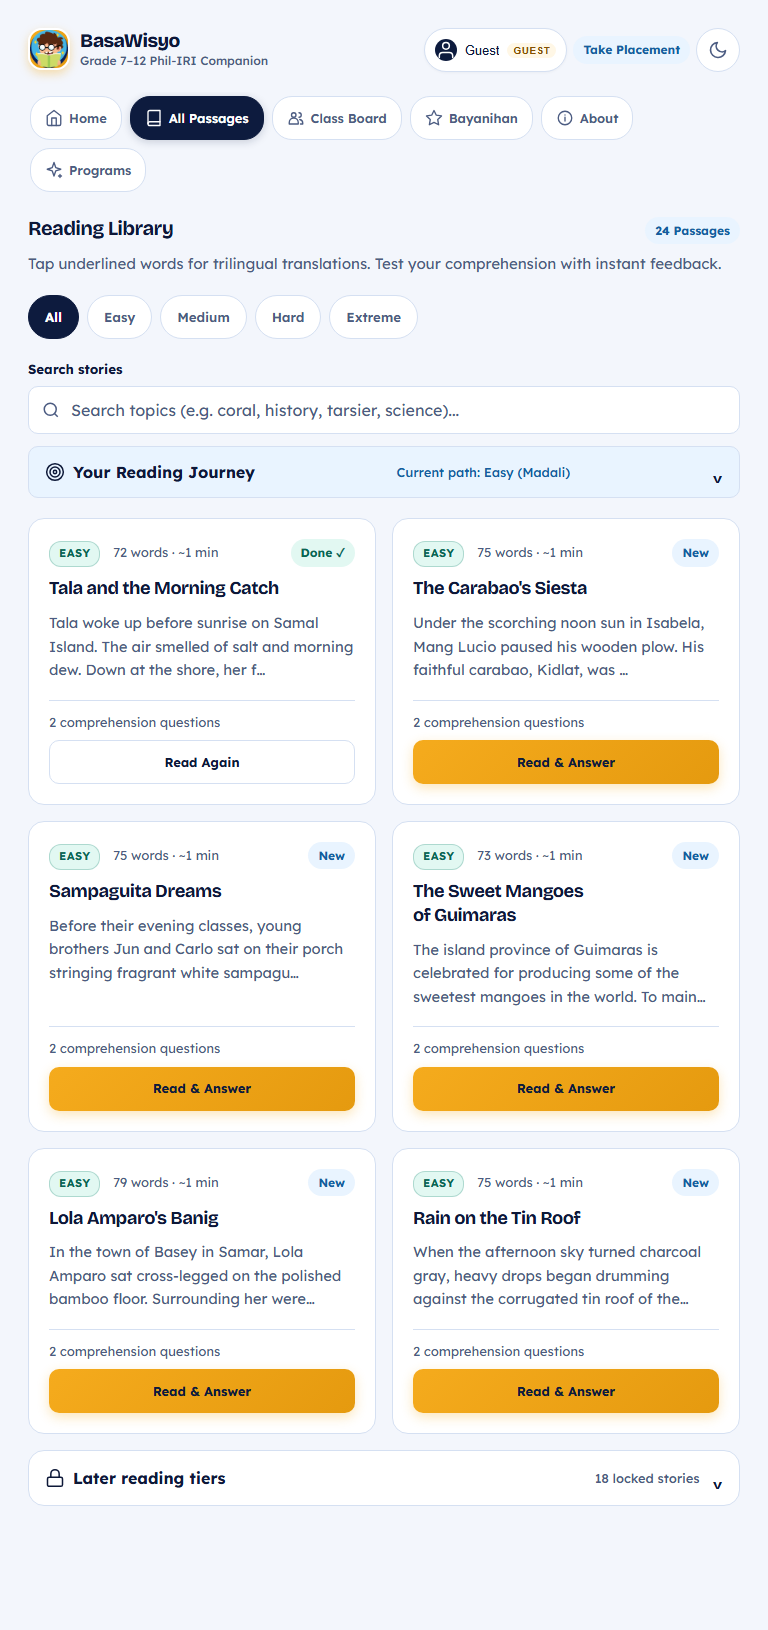 BasaWisyo
Grade 7–12 Phil-IRI Companion
Guest GUEST
Take Placement
Home
All Passages
Class Board
Bayanihan
About
Programs
Reading Library
24 Passages
Tap underlined words for trilingual translations. Test your comprehension with instant feedback.
All
Easy
Medium
Hard
Extreme
Search stories
Search topics (e.g. coral, history, tarsier, science)...
Your Reading Journey
Current path: Easy (Madali)
v
EASY 72 words · ~1 min Done ✓
Tala and the Morning Catch
Tala woke up before sunrise on Samal
Island. The air smelled of salt and morning
dew. Down at the shore, her f...
2 comprehension questions
Read Again
EASY 75 words · ~1 min New
The Carabao's Siesta
Under the scorching noon sun in Isabela,
Mang Lucio paused his wooden plow. His
faithful carabao, Kidlat, was ...
2 comprehension questions
Read & Answer
EASY 75 words · ~1 min New
Sampaguita Dreams
Before their evening classes, young
brothers Jun and Carlo sat on their porch
stringing fragrant white sampagu...
2 comprehension questions
Read & Answer
EASY 73 words · ~1 min New
The Sweet Mangoes
of Guimaras
The island province of Guimaras is
celebrated for producing some of the
sweetest mangoes in the world. To main...
2 comprehension questions
Read & Answer
EASY 79 words · ~1 min New
Lola Amparo's Banig
In the town of Basey in Samar, Lola
Amparo sat cross-legged on the polished
bamboo floor. Surrounding her were...
2 comprehension questions
Read & Answer
EASY 75 words · ~1 min New
Rain on the Tin Roof
When the afternoon sky turned charcoal
gray, heavy drops began drumming
against the corrugated tin roof of the...
2 comprehension questions
Read & Answer
Later reading tiers
18 locked stories
v